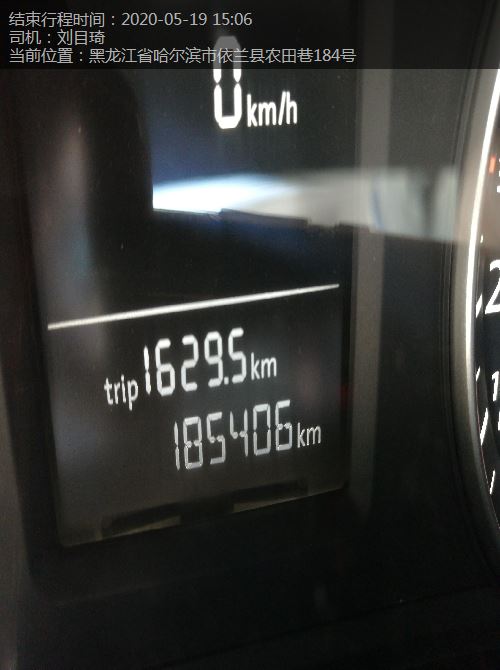 结束行程时间：2020-05-19 15:06
司机：刘目琦
当前位置：黑龙江省哈尔滨市依兰县农田巷184号
0 km/h
trip 1629.5 km
185406 km